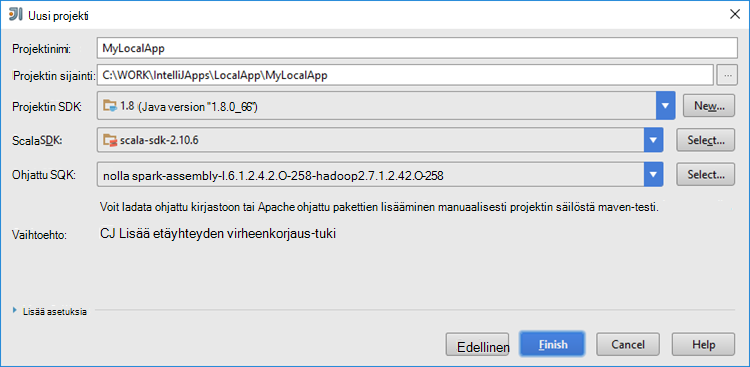 Uusi projekti
Projektinimi: MyLocalApp
Projektin sijainti: C:\WORK\IntelliJApps\LocalApp\MyLocalApp ...
Projektin SDK: 1.8 (Java version "1.8.0_66") New...
ScalaSDK: scala-sdk-2.10.6 Select...
Ohjattu SQK: nolla spark-assembly-l.6.1.2.4.2.O-258-hadoop2.7.1.2.42.O-258 Select...
Voit ladata ohjattu kirjastoon tai Apache ohjattu pakettien lisääminen manuaalisesti projektin säilöstä maven-testi.
Vaihtoehto: CJ Lisää etäyhteyden virheenkorjaus-tuki
Lisää asetuksia
Edellinen Finish Cancel Help